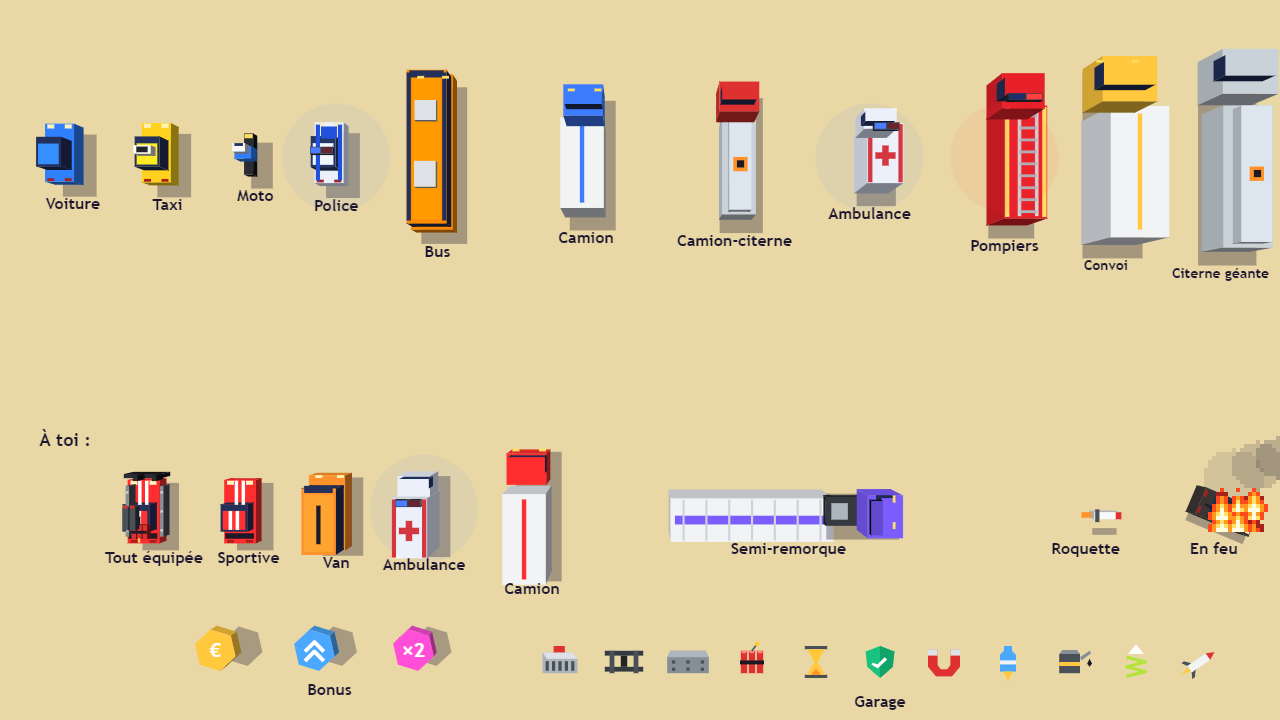 Voiture
Taxi
Moto
Police
Bus
Camion
Camion-citerne
Ambulance
Pompiers
Convoi
Citerne géante
À toi :
Tout équipée
Sportive
Van
Ambulance
Camion
Semi-remorque
Roquette
En feu
€
×2
Bonus
Garage